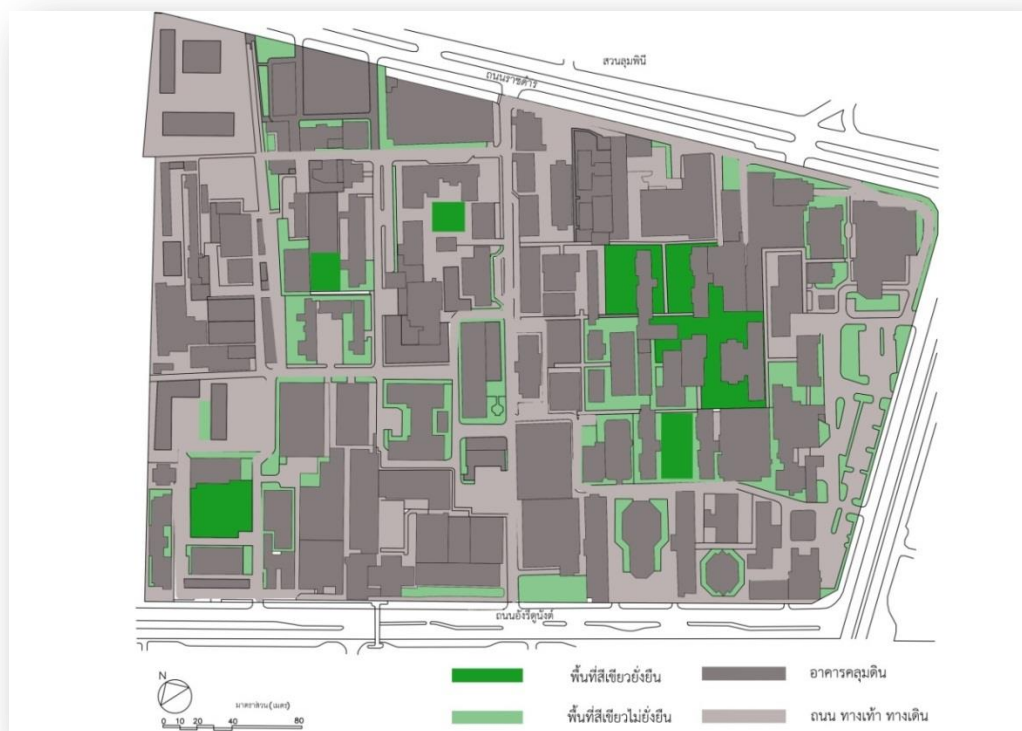 สวนลุมพินี
ถนนราชดำริ
ถนนอังรีดูนังต์
N
มาตราส่วน (เมตร)
0 10 20 40 80
พื้นที่สีเขียวยั่งยืน
อาคารคลุมดิน
พื้นที่สีเขียวไม่ยั่งยืน
ถนน ทางเท้า ทางเดิน